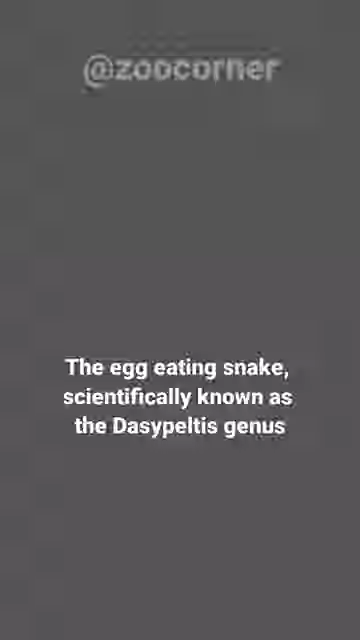 @zoocorner
The egg eating snake,
scientifically known as
the Dasypeltis genus